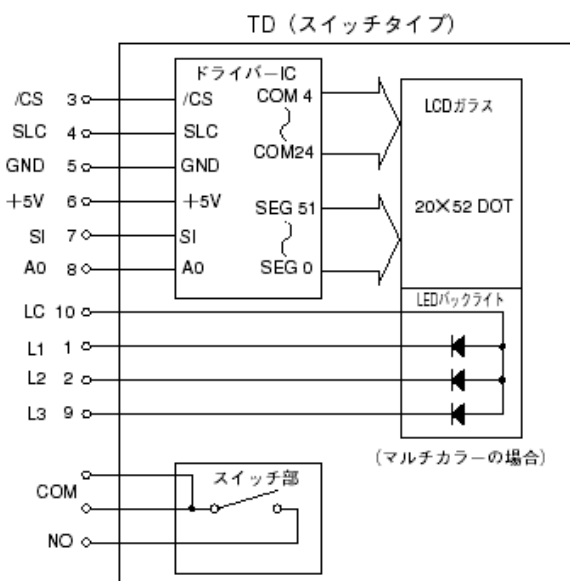 TD（スイッチタイプ）
ドライバーIC
/CS 3 /CS COM 4
SLC 4 SLC
GND 5 GND COM24
+5V 6 +5V SEG 51
SI 7 SI
A0 8 A0 SEG 0
LCDガラス
20×52 DOT
LEDバックライト
LC 10
L1 1
L2 2
L3 9
(マルチカラーの場合)
スイッチ部
COM
NO